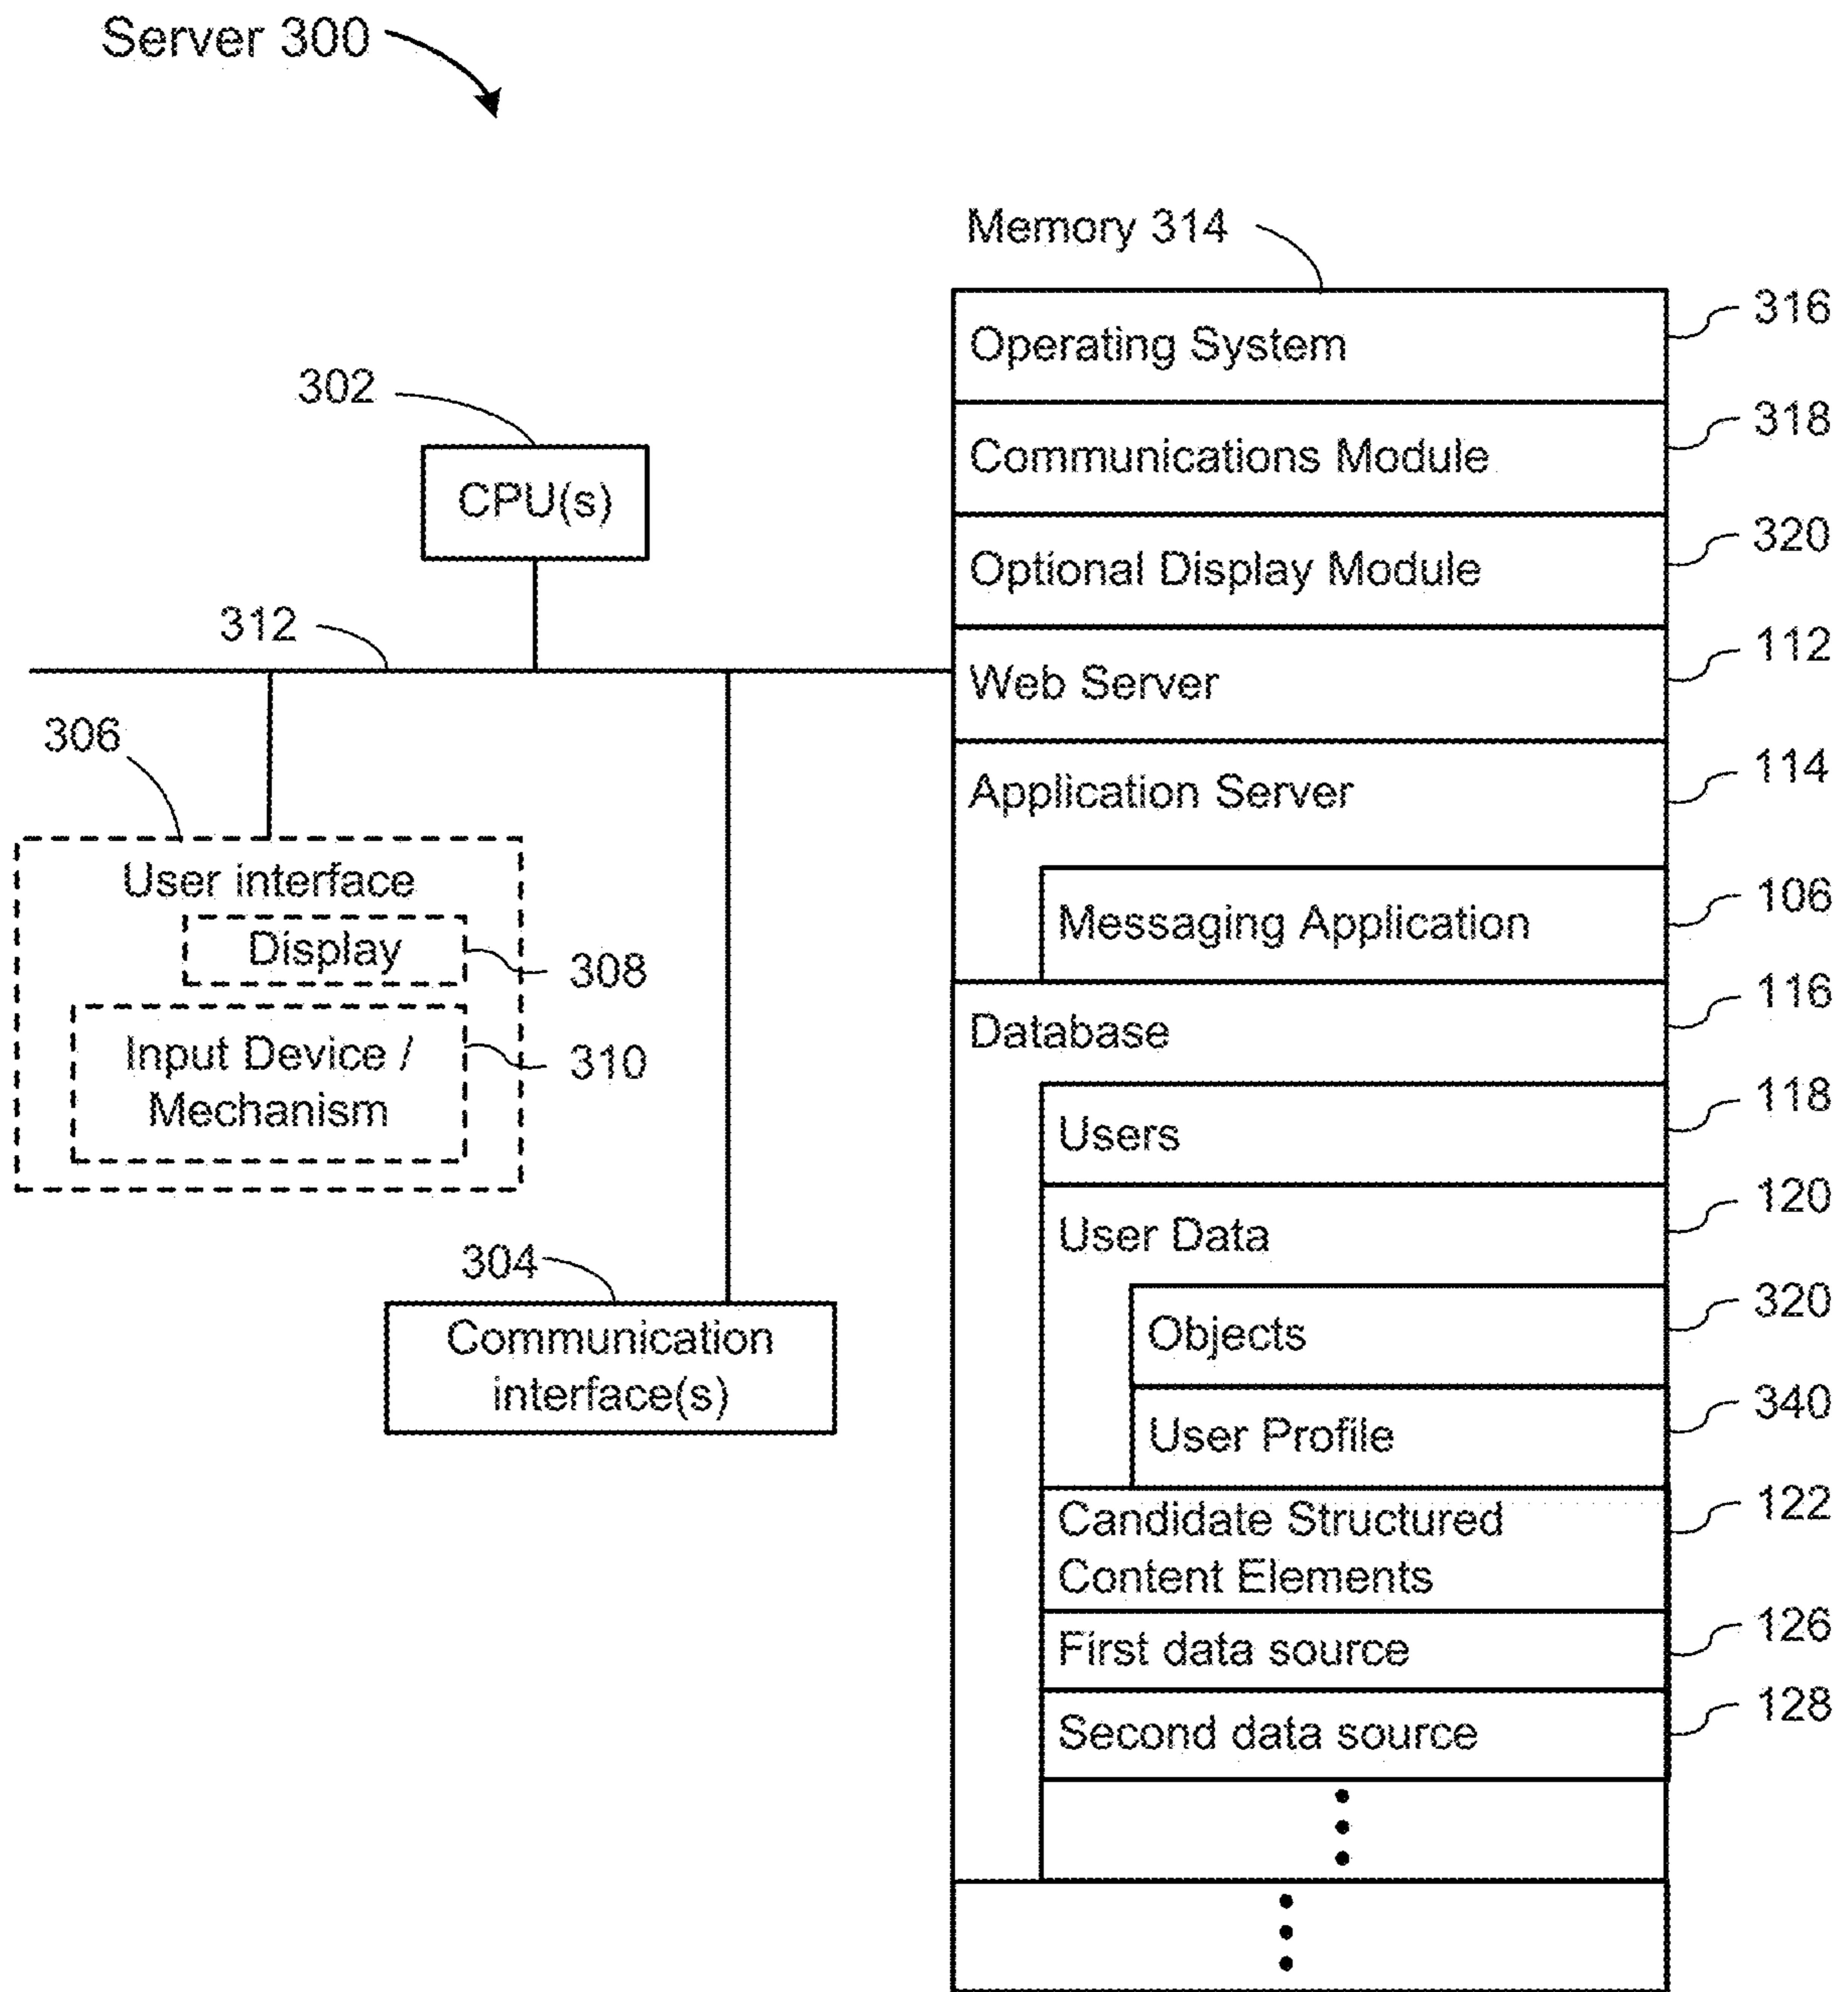 Server 300
Memory 314
316
Operating System
302
318
Communications Module
CPU(s)
320
Optional Display Module
312
112
Web Server
306
114
Application Server
User interface
106
Messaging Application
Display
308
116
Database
Input Device /
Mechanism
310
118
Users
120
User Data
304
320
Objects
Communication
interface(s)
340
User Profile
122
Candidate Structured
Content Elements
126
First data source
128
Second data source